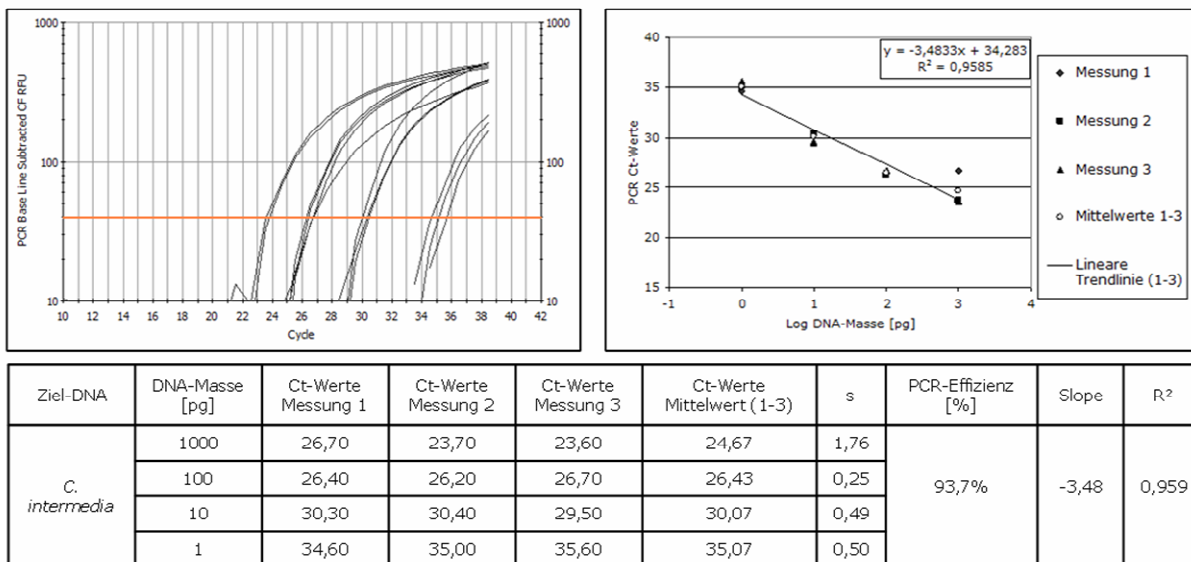 1000
100
10
1000
100
10
PCR Base Line Subtracted CF RFU
10 12 14 16 18 20 22 24 26 28 30 32 34 36 38 40 42
Cycle
y = -3,4833x + 34,283
R² = 0,9585
40
35
30
25
20
15
PCR Ct-Werte
-1 0 1 2 3 4
Log DNA-Masse [pg]
Messung 1
Messung 2
Messung 3
Mittelwerte 1-3
Lineare
Trendlinie (1-3)
Ziel-DNA DNA-Masse [pg] Ct-Werte Messung 1 Ct-Werte Messung 2 Ct-Werte Messung 3 Ct-Werte Mittelwert (1-3) s PCR-Effizienz [%] Slope R²
C. intermedia 1000 26,70 23,70 23,60 24,67 1,76 93,7% -3,48 0,959
100 26,40 26,20 26,70 26,43 0,25
10 30,30 30,40 29,50 30,07 0,49
1 34,60 35,00 35,60 35,07 0,50